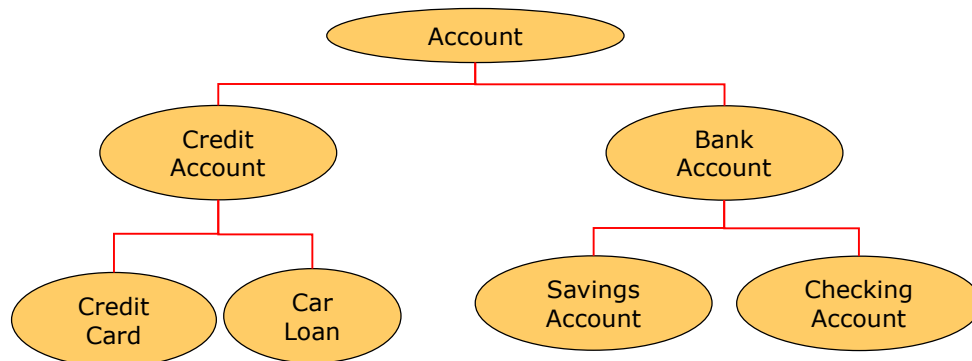 Account
Credit
Account
Bank
Account
Credit
Card
Car
Loan
Savings
Account
Checking
Account